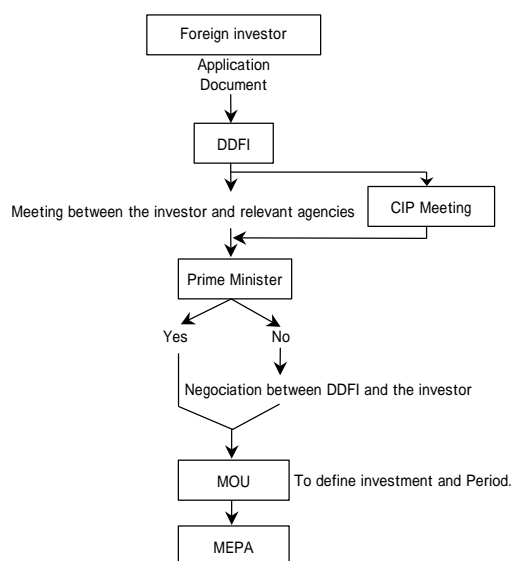 Foreign investor
Application
Document
DDFI
Meeting between the investor and relevant agencies
CIP Meeting
Prime Minister
Yes
No
Negociation between DDFI and the investor
MOU
To define investment and Period.
MEPA